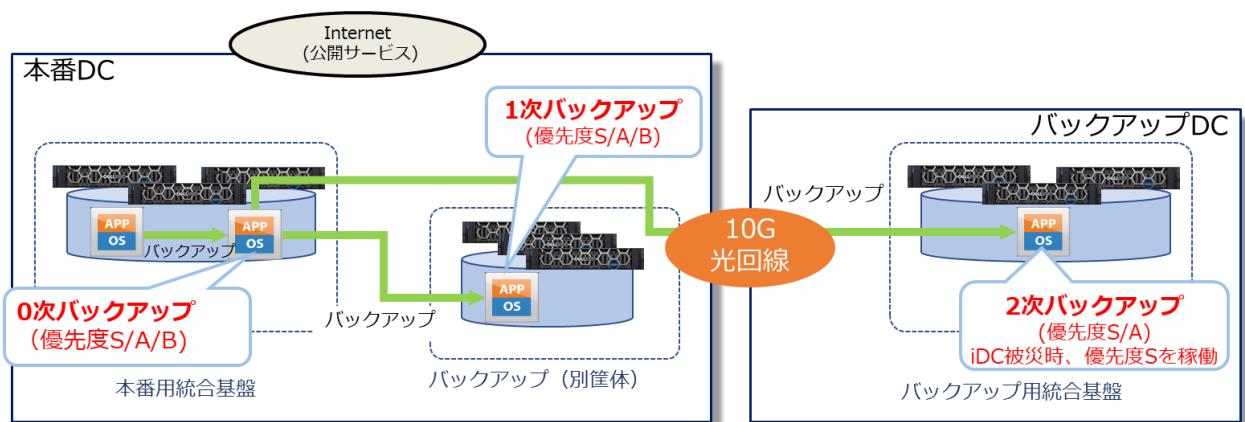 Internet
(公開サービス)
本番DC
1次バックアップ
(優先度S/A/B)
バックアップDC
バックアップ
APP
OS
バックアップ
APP
OS
10G
光回線
APP
OS
APP
OS
0次バックアップ
（優先度S/A/B)
バックアップ
2次バックアップ
(優先度S/A)
iDC被災時、優先度Sを稼働
本番用統合基盤
バックアップ（別筐体）
バックアップ用統合基盤